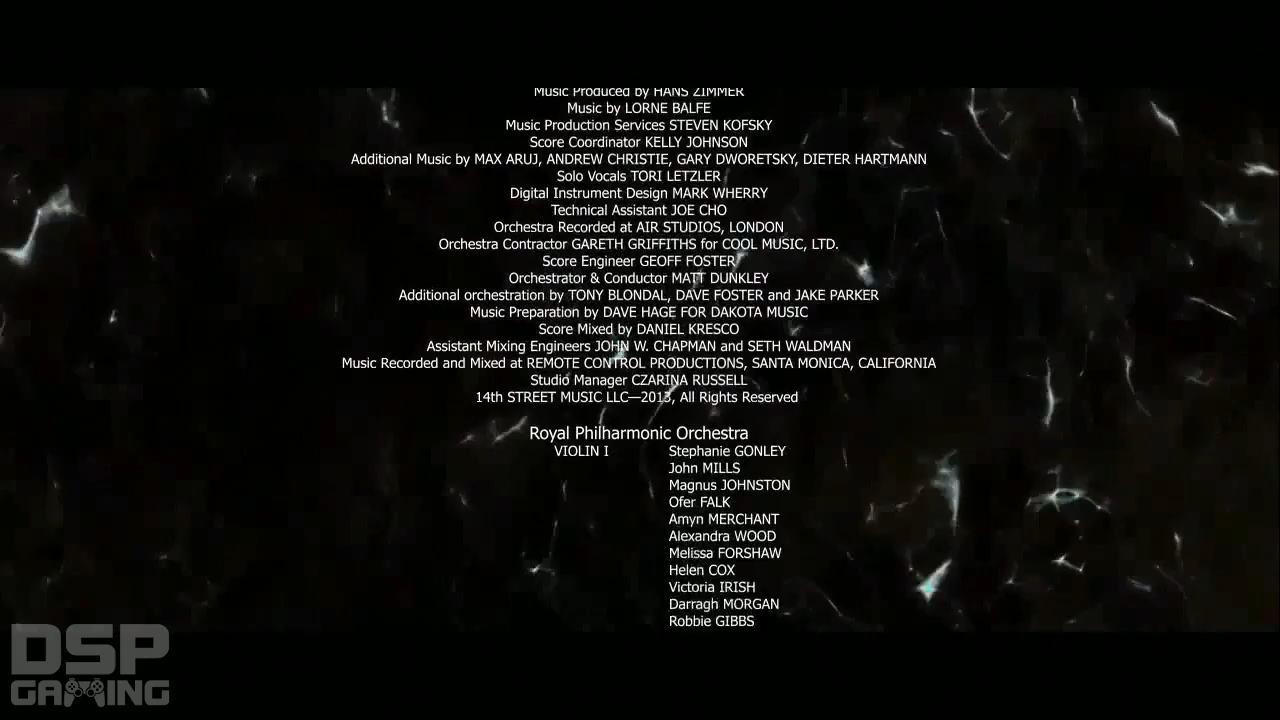 Music Produced by HANS ZIMMER
Music by LORNE BALFE
Music Production Services STEVEN KOFSKY
Score Coordinator KELLY JOHNSON
Additional Music by MAX ARUJ, ANDREW CHRISTIE, GARY DWORETSKY, DIETER HARTMANN
Solo Vocals TORI LETZLER
Digital Instrument Design MARK WHERRY
Technical Assistant JOE CHO
Orchestra Recorded at AIR STUDIOS, LONDON
Orchestra Contractor GARETH GRIFFITHS for COOL MUSIC, LTD.
Score Engineer GEOFF FOSTER
Orchestrator & Conductor MATT DUNKLEY
Additional orchestration by TONY BLONDAL, DAVE FOSTER and JAKE PARKER
Music Preparation by DAVE HAGE FOR DAKOTA MUSIC
Score Mixed by DANIEL KRESCO
Assistant Mixing Engineers JOHN W. CHAPMAN and SETH WALDMAN
Music Recorded and Mixed at REMOTE CONTROL PRODUCTIONS, SANTA MONICA, CALIFORNIA
Studio Manager CZARINA RUSSELL
14th STREET MUSIC LLC—2013, All Rights Reserved
Royal Philharmonic Orchestra
VIOLIN I Stephanie GONLEY
John MILLS
Magnus JOHNSTON
Ofer FALK
Amyn MERCHANT
Alexandra WOOD
Melissa FORSHAW
Helen COX
Victoria IRISH
Darragh MORGAN
Robbie GIBBS
DSP
GAMING